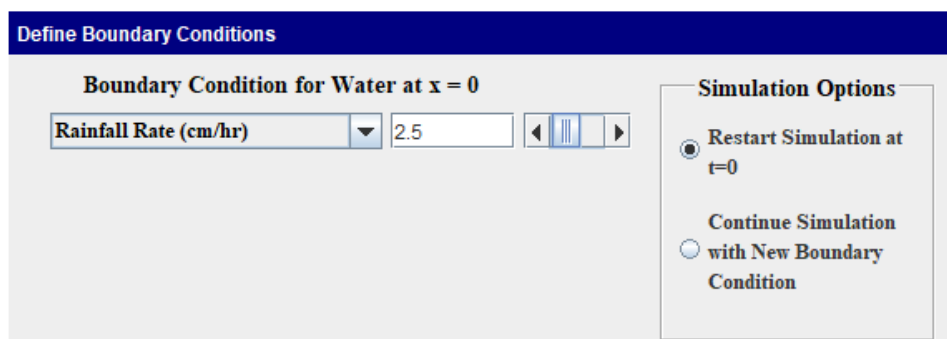 Define Boundary Conditions
Boundary Condition for Water at x = 0
Rainfall Rate (cm/hr)
2.5
Simulation Options
Restart Simulation at
t=0
Continue Simulation
with New Boundary
Condition